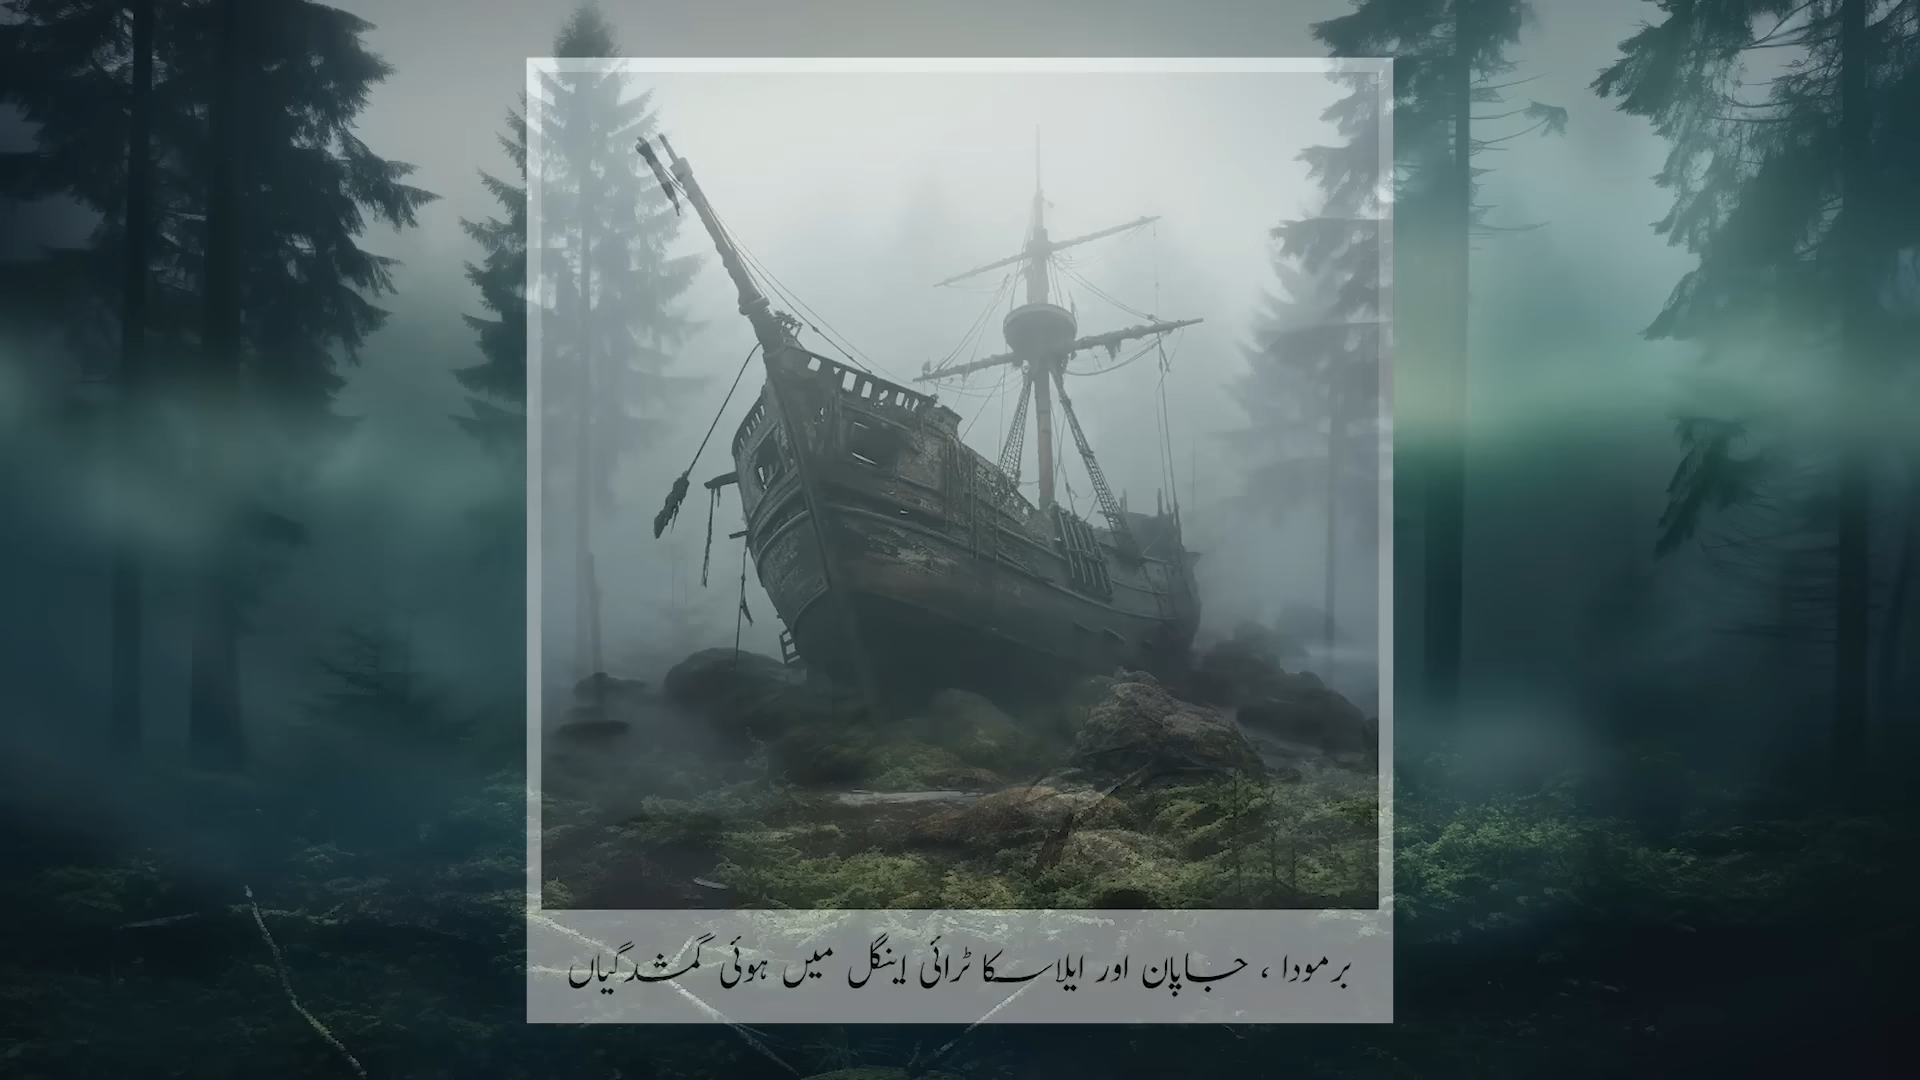 برمودا ، جاپان اور ایلاسکا ٹرائی اینگل میں ہوئی گمشدگیاں